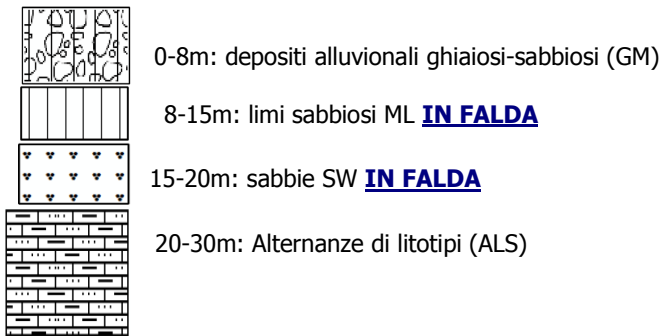 0-8m: depositi alluvionali ghiaiosi-sabbiosi (GM)
8-15m: limi sabbiosi ML IN FALDA
15-20m: sabbie SW IN FALDA
20-30m: Alternanze di litotipi (ALS)